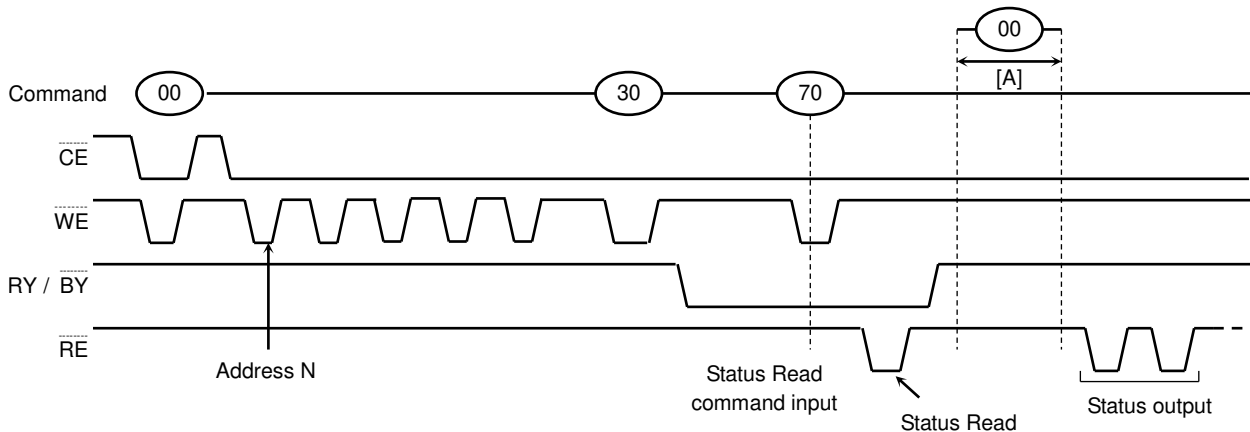 00
[A]
Command 00 30 70
CE
WE
RY / BY
RE
Address N
Status Read
command input
Status Read
Status output